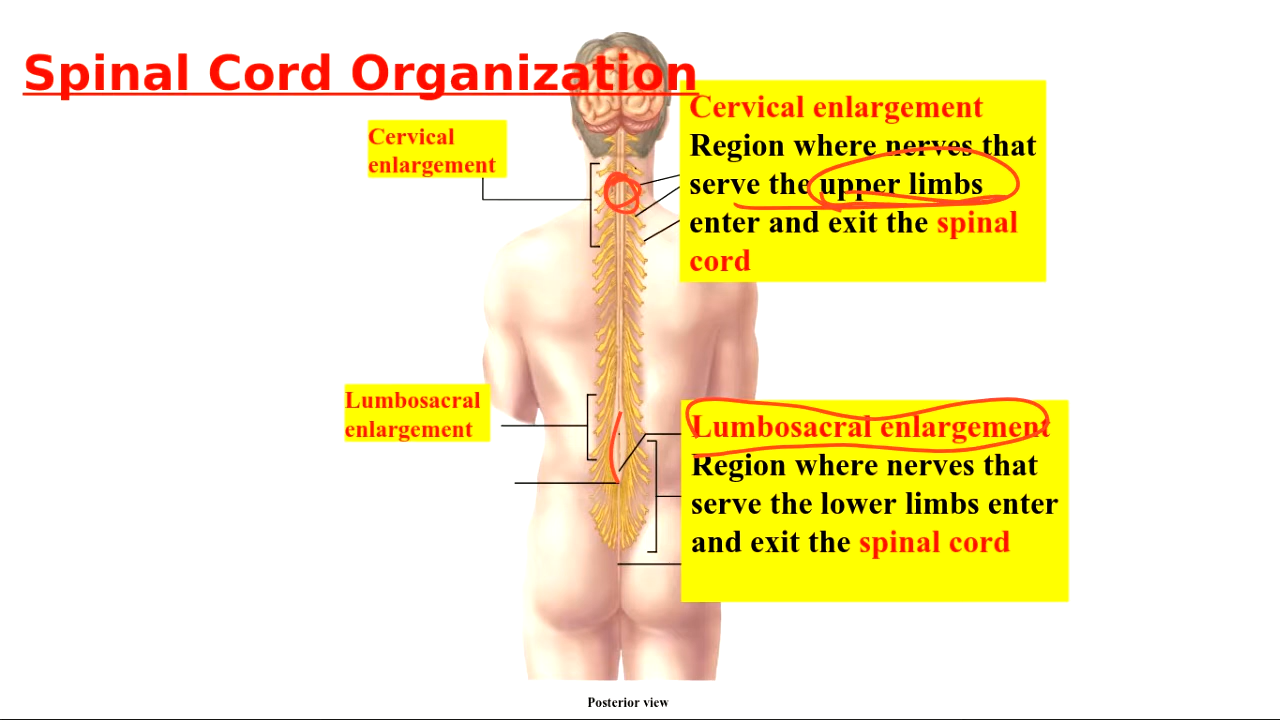 Spinal Cord Organization
Cervical
enlargement
Cervical enlargement
Region where nerves that
serve the upper limbs
enter and exit the spinal
cord
Lumbosacral
enlargement
Lumbosacral enlargement
Region where nerves that
serve the lower limbs enter
and exit the spinal cord
Posterior view